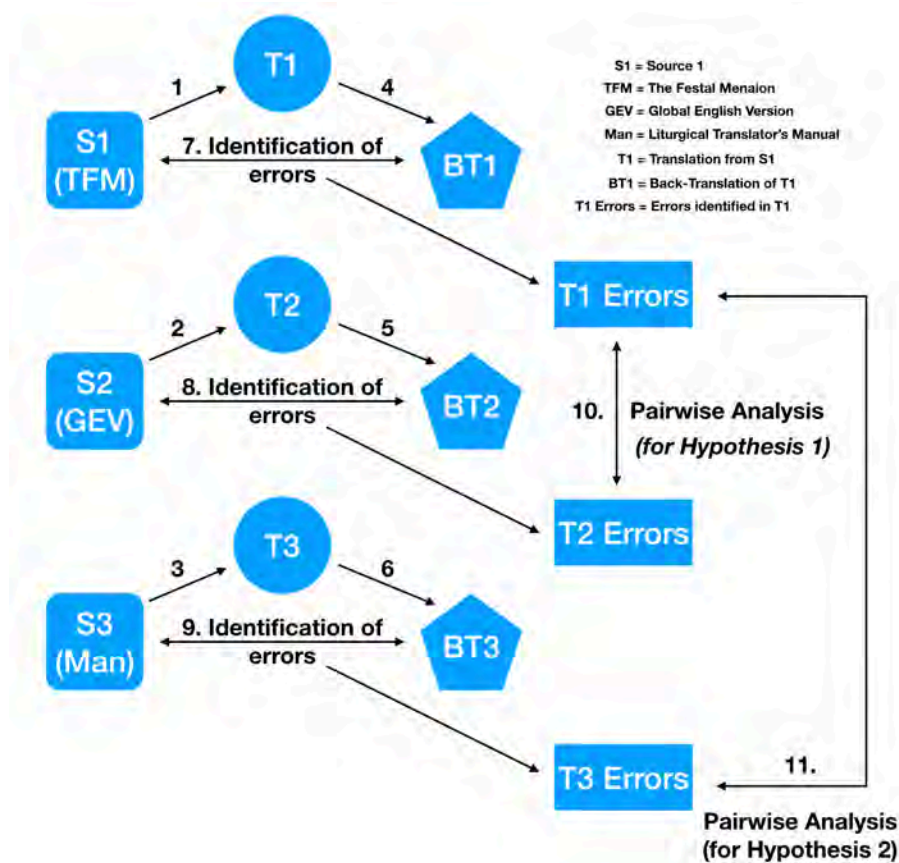 T1
1
4
S1
(TFM)
7. Identification of
errors
BT1
S1 = Source 1
TFM = The Festal Menaion
GEV = Global English Version
Man = Liturgical Translator's Manual
T1 = Translation from S1
BT1 = Back-Translation of T1
T1 Errors = Errors identified in T1
T1 Errors
T2
2
5
S2
(GEV)
8. Identification of
errors
BT2
10.
Pairwise Analysis
(for Hypothesis 1)
T2 Errors
T3
3
6
S3
(Man)
9. Identification of
errors
BT3
T3 Errors
11.
Pairwise Analysis
(for Hypothesis 2)